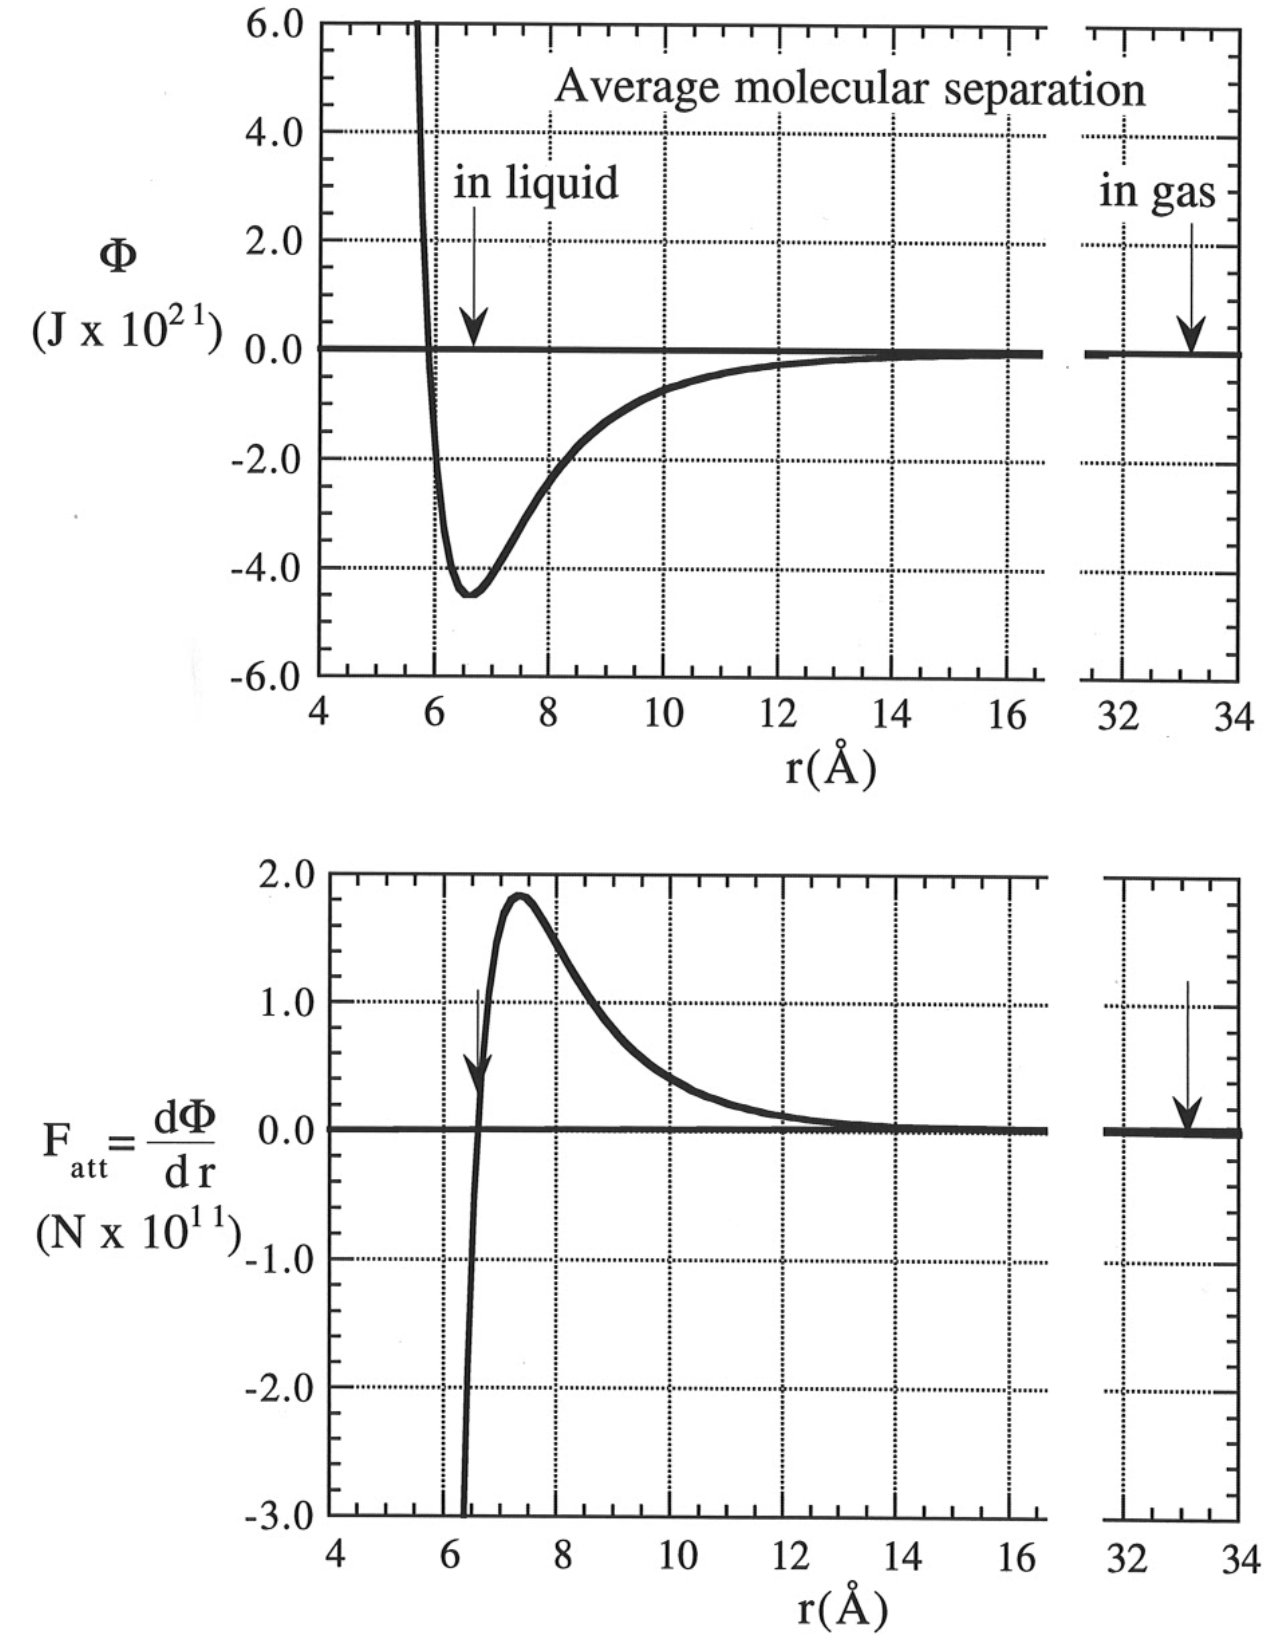 6.0
Average molecular separation
4.0
in liquid
in gas
Φ
2.0
(J x 10²¹)
0.0
-2.0
-4.0
-6.0
4 6 8 10 12 14 16 32 34
r(Å)
2.0
1.0
F att = dΦ / d r
0.0
(N x 10¹¹)
-1.0
-2.0
-3.0
4 6 8 10 12 14 16 32 34
r(Å)